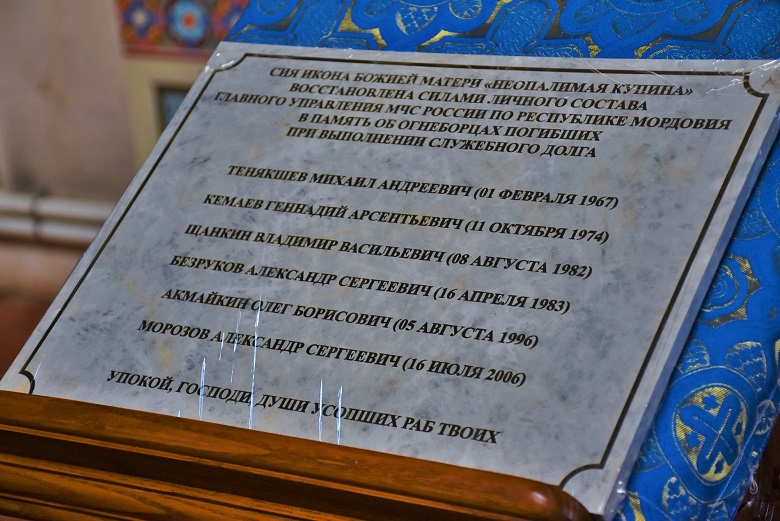 СИЯ ИКОНА БОЖИЕЙ МАТЕРИ «НЕОПАЛИМАЯ КУПИНА»
ВОССТАНОВЛЕНА СИЛАМИ ЛИЧНОГО СОСТАВА
ГЛАВНОГО УПРАВЛЕНИЯ МЧС РОССИИ ПО РЕСПУБЛИКЕ МОРДОВИЯ
В ПАМЯТЬ ОБ ОГНЕБОРЦАХ ПОГИБШИХ
ПРИ ВЫПОЛНЕНИИ СЛУЖЕБНОГО ДОЛГА
ТЕНЯКШЕВ МИХАИЛ АНДРЕЕВИЧ (01 ФЕВРАЛЯ 1967)
КЕМАЕВ ГЕННАДИЙ АРСЕНТЬЕВИЧ (11 ОКТЯБРЯ 1974)
ЩАНКИН ВЛАДИМИР ВАСИЛЬЕВИЧ (08 АВГУСТА 1982)
БЕЗРУКОВ АЛЕКСАНДР СЕРГЕЕВИЧ (16 АПРЕЛЯ 1983)
АКМАЙКИН ОЛЕГ БОРИСОВИЧ (05 АВГУСТА 1996)
МОРОЗОВ АЛЕКСАНДР СЕРГЕЕВИЧ (16 ИЮЛЯ 2006)
УПОКОЙ, ГОСПОДИ, ДУШИ УСОПШИХ РАБ ТВОИХ